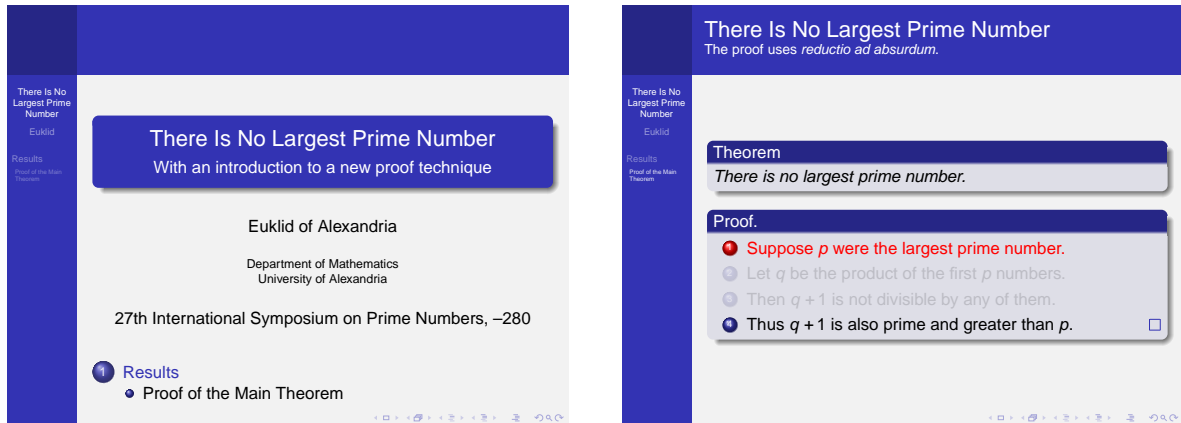 There Is No
Largest Prime
Number
Euklid
Results
Proof of the Main
Theorem
There Is No Largest Prime Number
With an introduction to a new proof technique
Euklid of Alexandria
Department of Mathematics
University of Alexandria
27th International Symposium on Prime Numbers, –280
1 Results
Proof of the Main Theorem
There Is No Largest Prime Number
The proof uses reductio ad absurdum.
There Is No
Largest Prime
Number
Euklid
Results
Proof of the Main
Theorem
Theorem
There is no largest prime number.
Proof.
1 Suppose p were the largest prime number.
2 Let q be the product of the first p numbers.
3 Then q + 1 is not divisible by any of them.
4 Thus q + 1 is also prime and greater than p. □